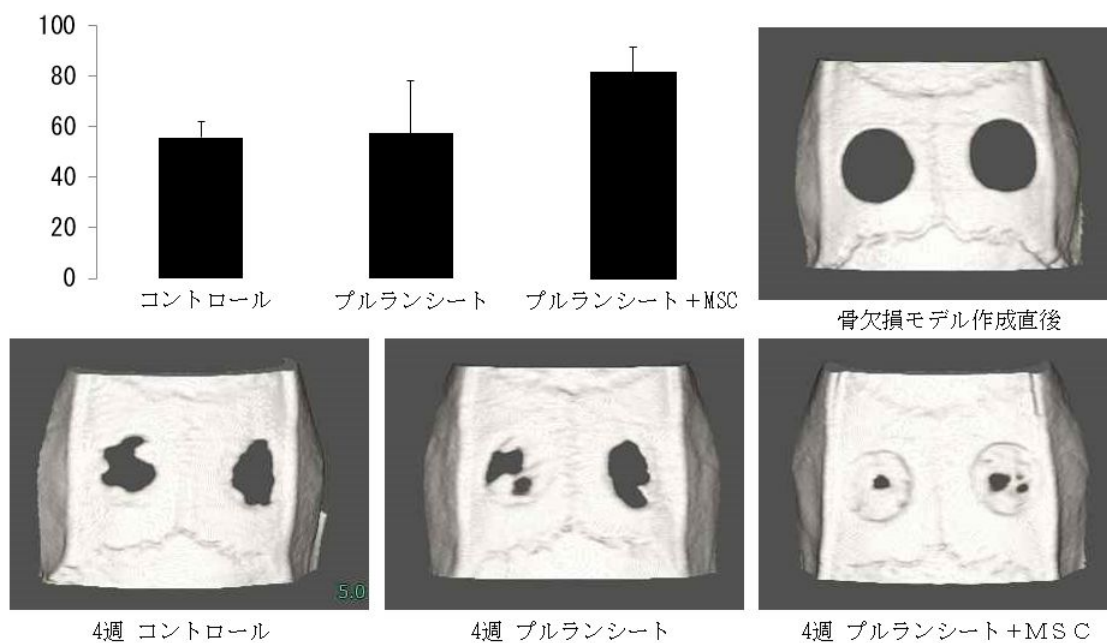 100
80
60
40
20
0
コントロール
プルランシート
プルランシート+MSC
骨欠損モデル作成直後
5.0
4週 コントロール
4週 プルランシート
4週 プルランシート+MSC